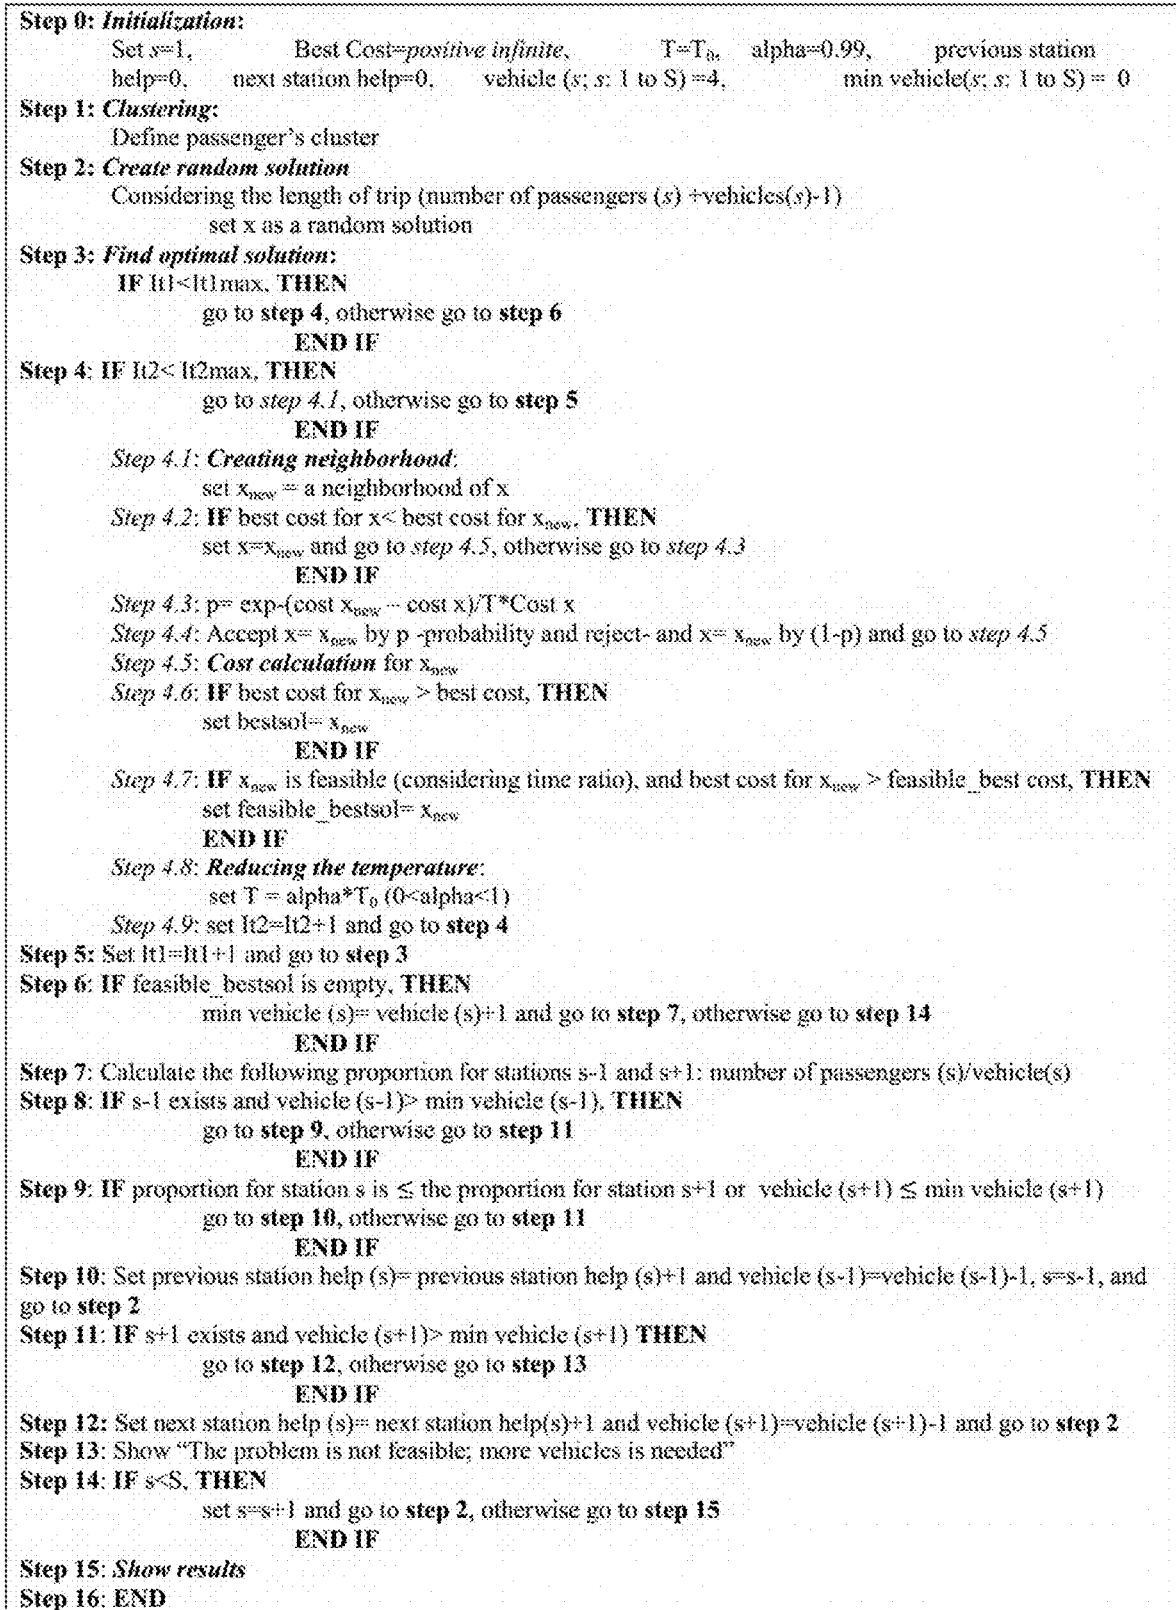 Step 0: Initialization:
Set s=1, Best Cost=positive infinite, T=T₀, alpha=0.99, previous station
help=0, next station help=0, vehicle (s; s: 1 to S) =4, min vehicle(s; s: 1 to S) = 0
Step 1: Clustering:
Define passenger's cluster
Step 2: Create random solution
Considering the length of trip (number of passengers (s) +vehicles(s)-1)
set x as a random solution
Step 3: Find optimal solution:
IF It1<It1max, THEN
go to step 4, otherwise go to step 6
END IF
Step 4: IF It2< It2max, THEN
go to step 4.1, otherwise go to step 5
END IF
Step 4.1: Creating neighborhood:
set xnew = a neighborhood of x
Step 4.2: IF best cost for x< best cost for xnew, THEN
set x=xnew and go to step 4.5, otherwise go to step 4.3
END IF
Step 4.3: p= exp-(cost xnew – cost x)/T*Cost x
Step 4.4: Accept x= xnew by p -probability and reject- and x= xnew by (1-p) and go to step 4.5
Step 4.5: Cost calculation for xnew
Step 4.6: IF best cost for xnew > best cost, THEN
set bestsol= xnew
END IF
Step 4.7: IF xnew is feasible (considering time ratio), and best cost for xnew > feasible_best cost, THEN
set feasible_bestsol= xnew
END IF
Step 4.8: Reducing the temperature:
set T = alpha*T₀ (0<alpha<1)
Step 4.9: set It2=It2+1 and go to step 4
Step 5: Set It1=It1+1 and go to step 3
Step 6: IF feasible_bestsol is empty, THEN
min vehicle (s)= vehicle (s)+1 and go to step 7, otherwise go to step 14
END IF
Step 7: Calculate the following proportion for stations s-1 and s+1: number of passengers (s)/vehicle(s)
Step 8: IF s-1 exists and vehicle (s-1)> min vehicle (s-1), THEN
go to step 9, otherwise go to step 11
END IF
Step 9: IF proportion for station s is ≤ the proportion for station s+1 or vehicle (s+1) ≤ min vehicle (s+1)
go to step 10, otherwise go to step 11
END IF
Step 10: Set previous station help (s)= previous station help (s)+1 and vehicle (s-1)=vehicle (s-1)-1, s=s-1, and
go to step 2
Step 11: IF s+1 exists and vehicle (s+1)> min vehicle (s+1) THEN
go to step 12, otherwise go to step 13
END IF
Step 12: Set next station help (s)= next station help(s)+1 and vehicle (s+1)=vehicle (s+1)-1 and go to step 2
Step 13: Show "The problem is not feasible; more vehicles is needed"
Step 14: IF s<S, THEN
set s=s+1 and go to step 2, otherwise go to step 15
END IF
Step 15: Show results
Step 16: END